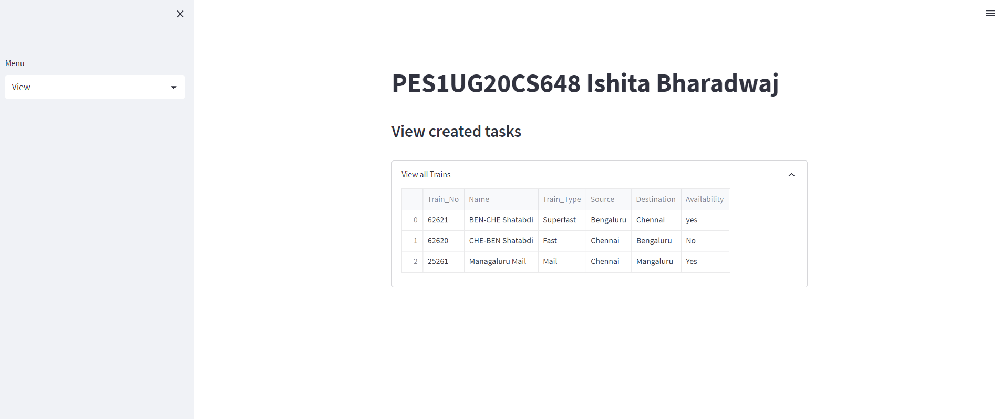 Menu
View
PES1UG20CS648 Ishita Bharadwaj
View created tasks
View all Trains
Train_No Name Train_Type Source Destination Availability
0 62621 BEN-CHE Shatabdi Superfast Bengaluru Chennai yes
1 62620 CHE-BEN Shatabdi Fast Chennai Bengaluru No
2 25261 Managaluru Mail Mail Chennai Mangaluru Yes